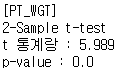 [PT_WGT]
2-Sample t-test
t 통계량 : 5.989
p-value : 0.0